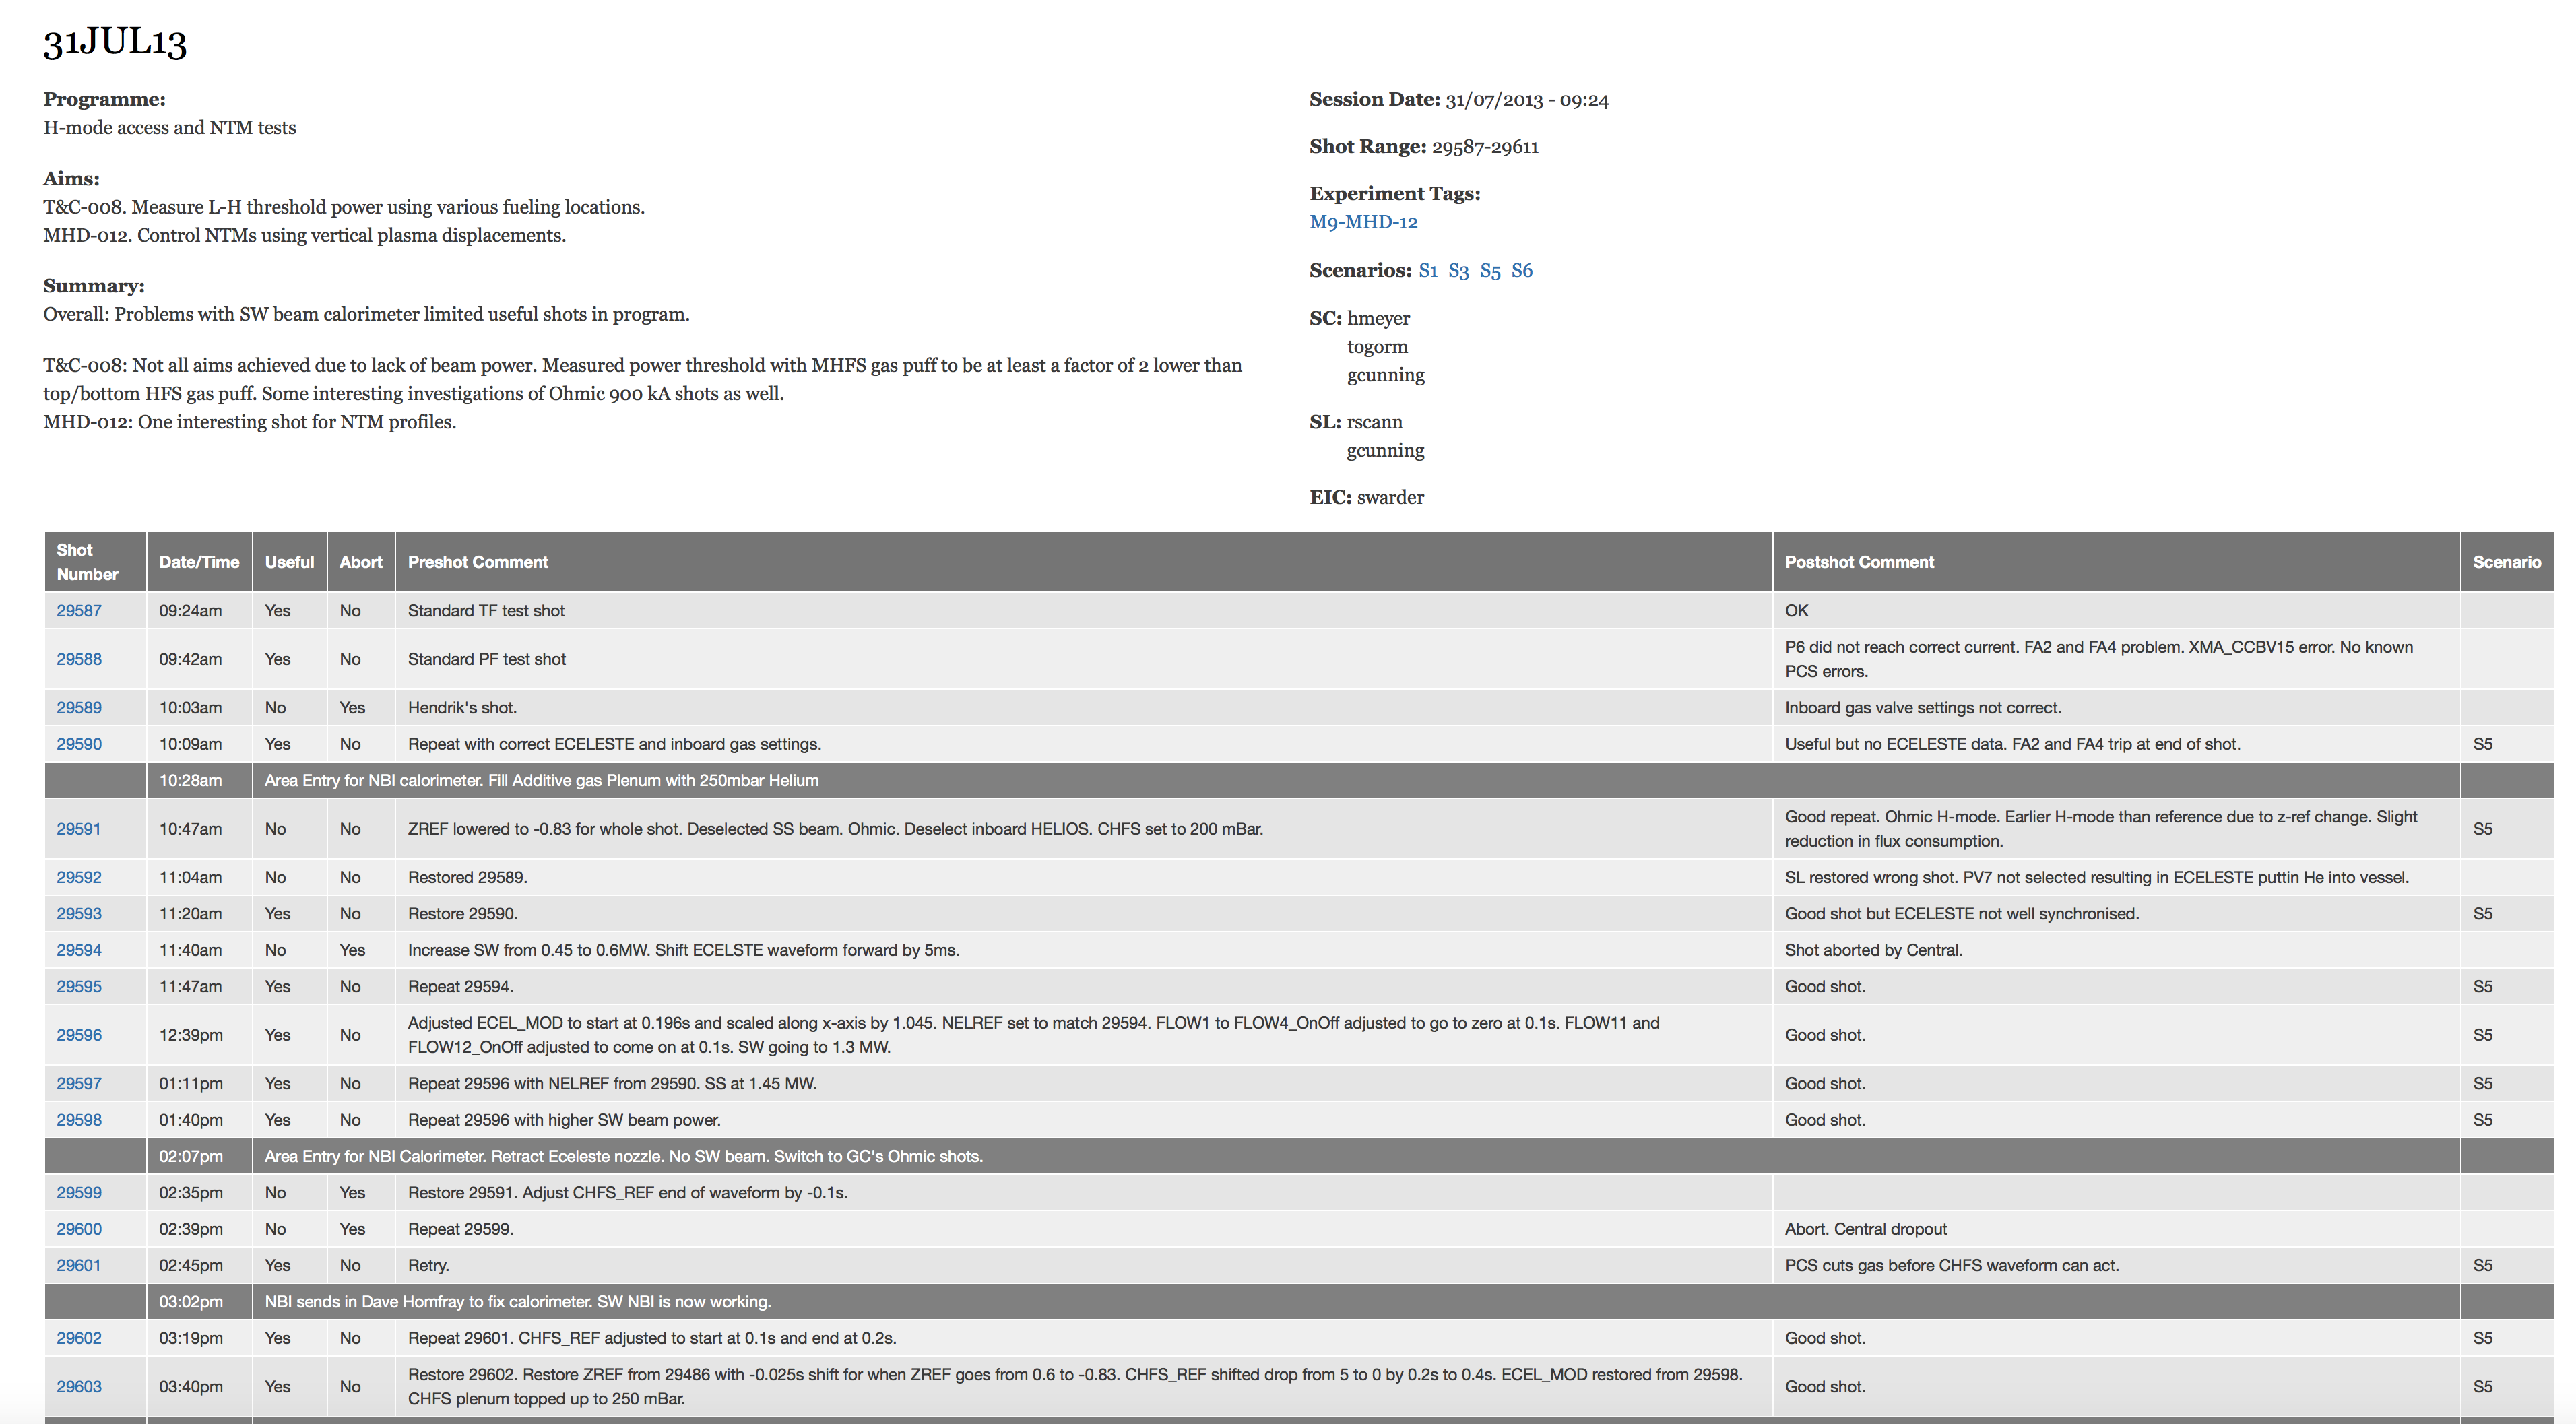 31JUL13
Programme:
H-mode access and NTM tests
Aims:
T&C-008. Measure L-H threshold power using various fueling locations.
MHD-012. Control NTMs using vertical plasma displacements.
Summary:
Overall: Problems with SW beam calorimeter limited useful shots in program.
T&C-008: Not all aims achieved due to lack of beam power. Measured power threshold with MHFS gas puff to be at least a factor of 2 lower than
top/bottom HFS gas puff. Some interesting investigations of Ohmic 900 kA shots as well.
MHD-012: One interesting shot for NTM profiles.
Session Date: 31/07/2013 - 09:24
Shot Range: 29587-29611
Experiment Tags:
M9-MHD-12
Scenarios: S1 S3 S5 S6
SC: hmeyer
togorm
gcunning
SL: rscann
gcunning
EIC: swarder
Shot Number Date/Time Useful Abort Preshot Comment Postshot Comment Scenario
29587 09:24am Yes No Standard TF test shot OK
29588 09:42am Yes No Standard PF test shot P6 did not reach correct current. FA2 and FA4 problem. XMA_CCBV15 error. No known
PCS errors.
29589 10:03am No Yes Hendrik's shot. Inboard gas valve settings not correct.
29590 10:09am Yes No Repeat with correct ECELESTE and inboard gas settings. Useful but no ECELESTE data. FA2 and FA4 trip at end of shot. S5
10:28am Area Entry for NBI calorimeter. Fill Additive gas Plenum with 250mbar Helium
29591 10:47am No No ZREF lowered to -0.83 for whole shot. Deselected SS beam. Ohmic. Deselect inboard HELIOS. CHFS set to 200 mBar. Good repeat. Ohmic H-mode. Earlier H-mode than reference due to z-ref change. Slight
reduction in flux consumption. S5
29592 11:04am No No Restored 29589. SL restored wrong shot. PV7 not selected resulting in ECELESTE puttin He into vessel.
29593 11:20am Yes No Restore 29590. Good shot but ECELESTE not well synchronised. S5
29594 11:40am No Yes Increase SW from 0.45 to 0.6MW. Shift ECELSTE waveform forward by 5ms. Shot aborted by Central.
29595 11:47am Yes No Repeat 29594. Good shot. S5
29596 12:39pm Yes No Adjusted ECEL_MOD to start at 0.196s and scaled along x-axis by 1.045. NELREF set to match 29594. FLOW1 to FLOW4_OnOff adjusted to go to zero at 0.1s. FLOW11 and
FLOW12_OnOff adjusted to come on at 0.1s. SW going to 1.3 MW. Good shot. S5
29597 01:11pm Yes No Repeat 29596 with NELREF from 29590. SS at 1.45 MW. Good shot. S5
29598 01:40pm Yes No Repeat 29596 with higher SW beam power. Good shot. S5
02:07pm Area Entry for NBI Calorimeter. Retract Eceleste nozzle. No SW beam. Switch to GC's Ohmic shots.
29599 02:35pm No Yes Restore 29591. Adjust CHFS_REF end of waveform by -0.1s.
29600 02:39pm No Yes Repeat 29599. Abort. Central dropout
29601 02:45pm Yes No Retry. PCS cuts gas before CHFS waveform can act. S5
03:02pm NBI sends in Dave Homfray to fix calorimeter. SW NBI is now working.
29602 03:19pm Yes No Repeat 29601. CHFS_REF adjusted to start at 0.1s and end at 0.2s. Good shot. S5
29603 03:40pm Yes No Restore 29602. Restore ZREF from 29486 with -0.025s shift for when ZREF goes from 0.6 to -0.83. CHFS_REF shifted drop from 5 to 0 by 0.2s to 0.4s. ECEL_MOD restored from 29598.
CHFS plenum topped up to 250 mBar. Good shot. S5